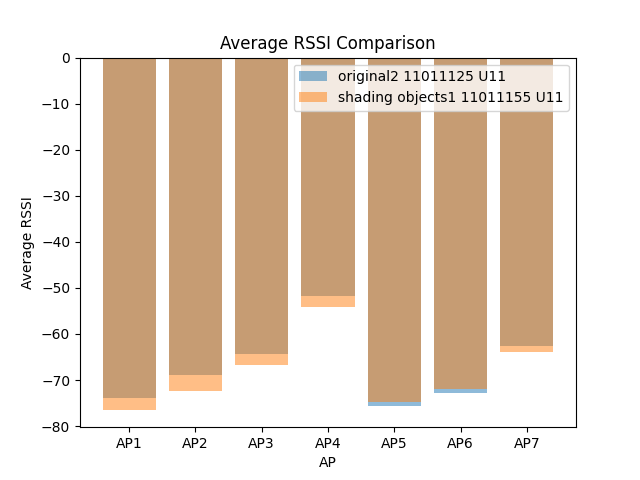 Average RSSI Comparison
original2 11011125 U11
shading objects1 11011155 U11
Average RSSI
0
−10
−20
−30
−40
−50
−60
−70
−80
AP1 AP2 AP3 AP4 AP5 AP6 AP7
AP